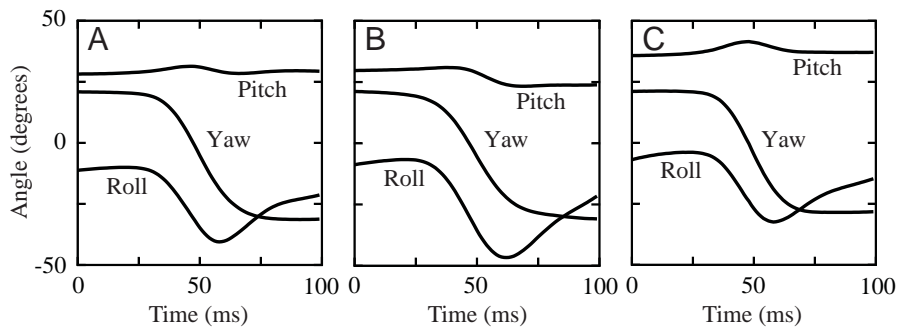 50
A
B
C
Pitch
Pitch
Pitch
Angle (degrees)
0
Yaw
Yaw
Yaw
Roll
Roll
Roll
-50
0
50
100
0
50
100
0
50
100
Time (ms)
Time (ms)
Time (ms)